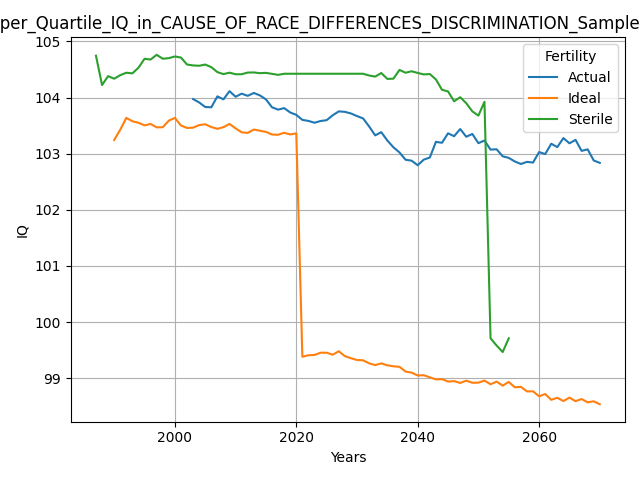 per_Quartile_IQ_in_CAUSE_OF_RACE_DIFFERENCES_DISCRIMINATION_Sample
105
104
103
102
101
100
99
IQ
Fertility
Actual
Ideal
Sterile
2000
2020
2040
2060
Years